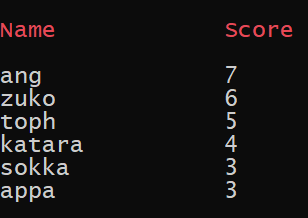 Name Score
ang 7
zuko 6
toph 5
katara 4
sokka 3
appa 3